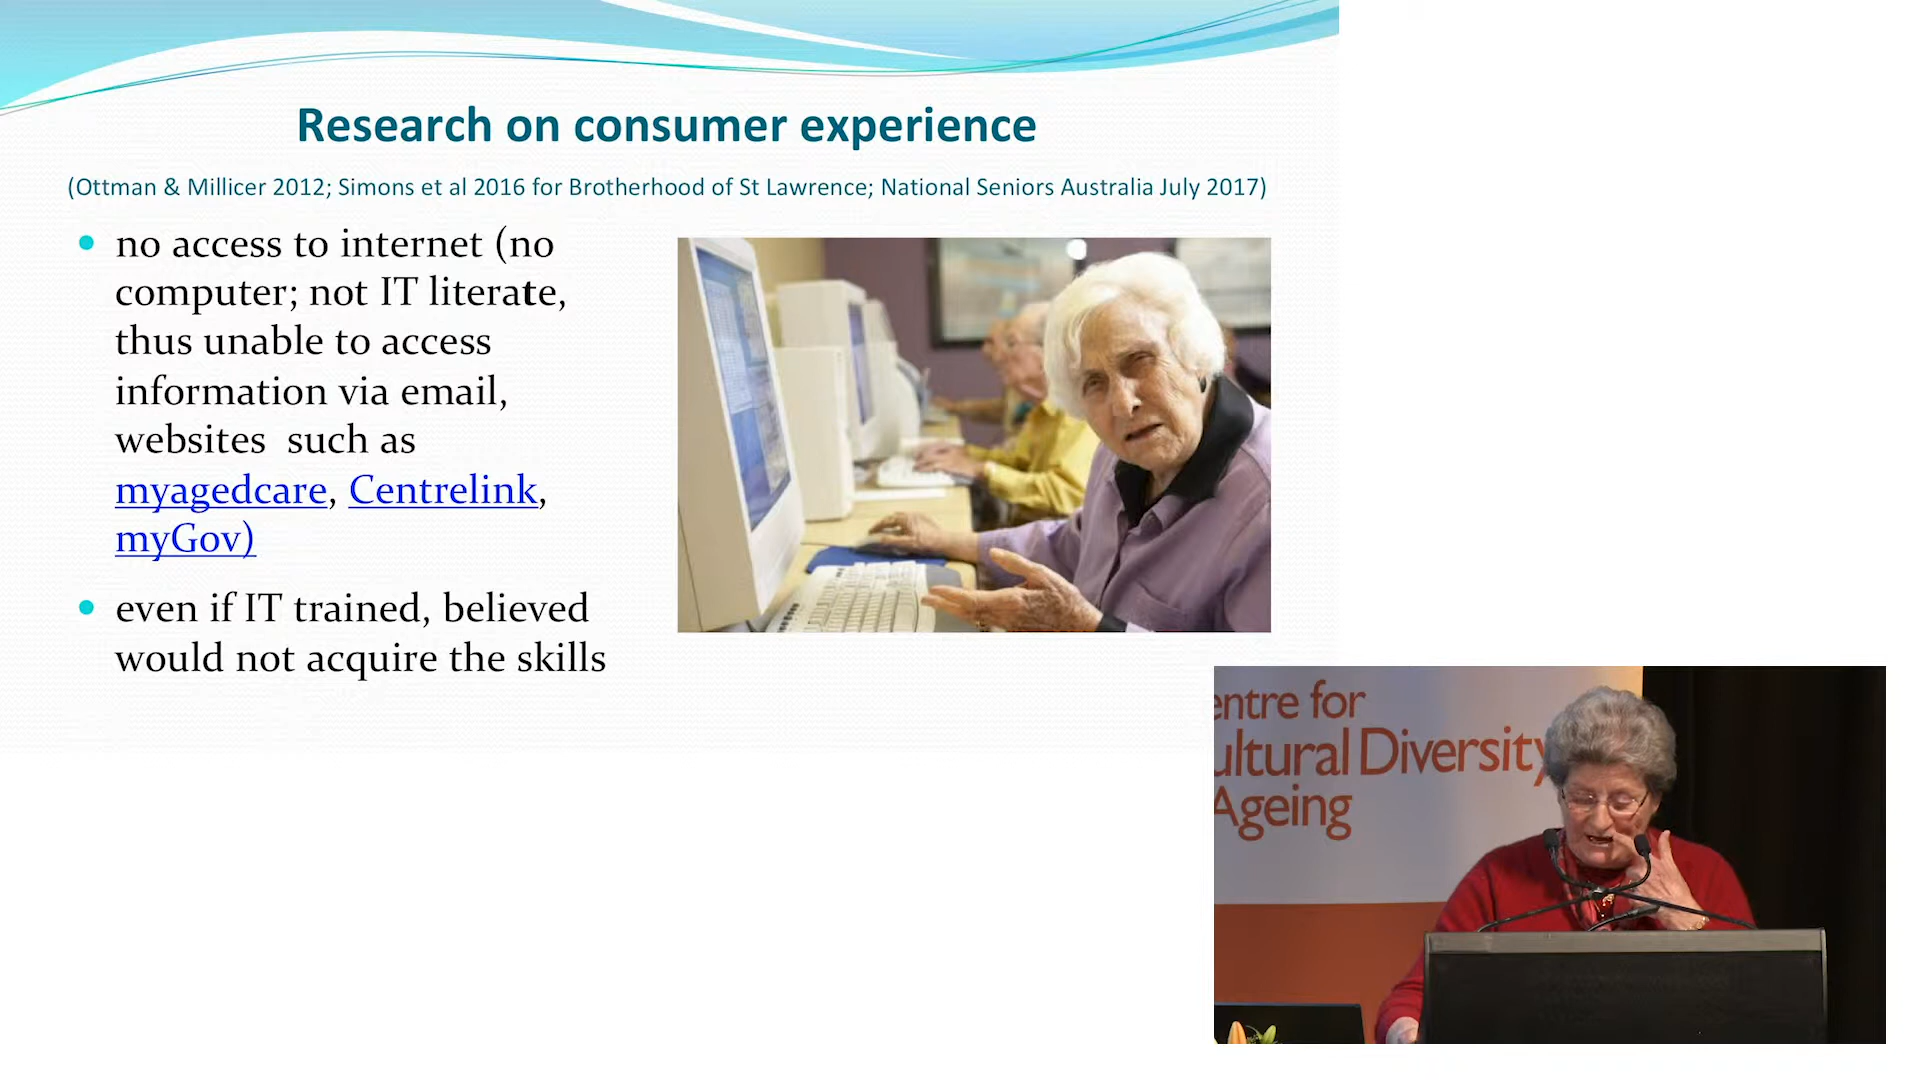 Research on consumer experience
(Ottman & Millicer 2012; Simons et al 2016 for Brotherhood of St Lawrence; National Seniors Australia July 2017)
• no access to internet (no
computer; not IT literate,
thus unable to access
information via email,
websites such as
myagedcare, Centrelink,
myGov)
• even if IT trained, believed
would not acquire the skills
entre for
ultural Diversity
Ageing